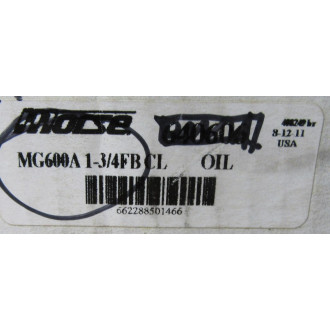 morse
8-12-11
USA
MG600A 1-3/4FB CL OIL
662288501466